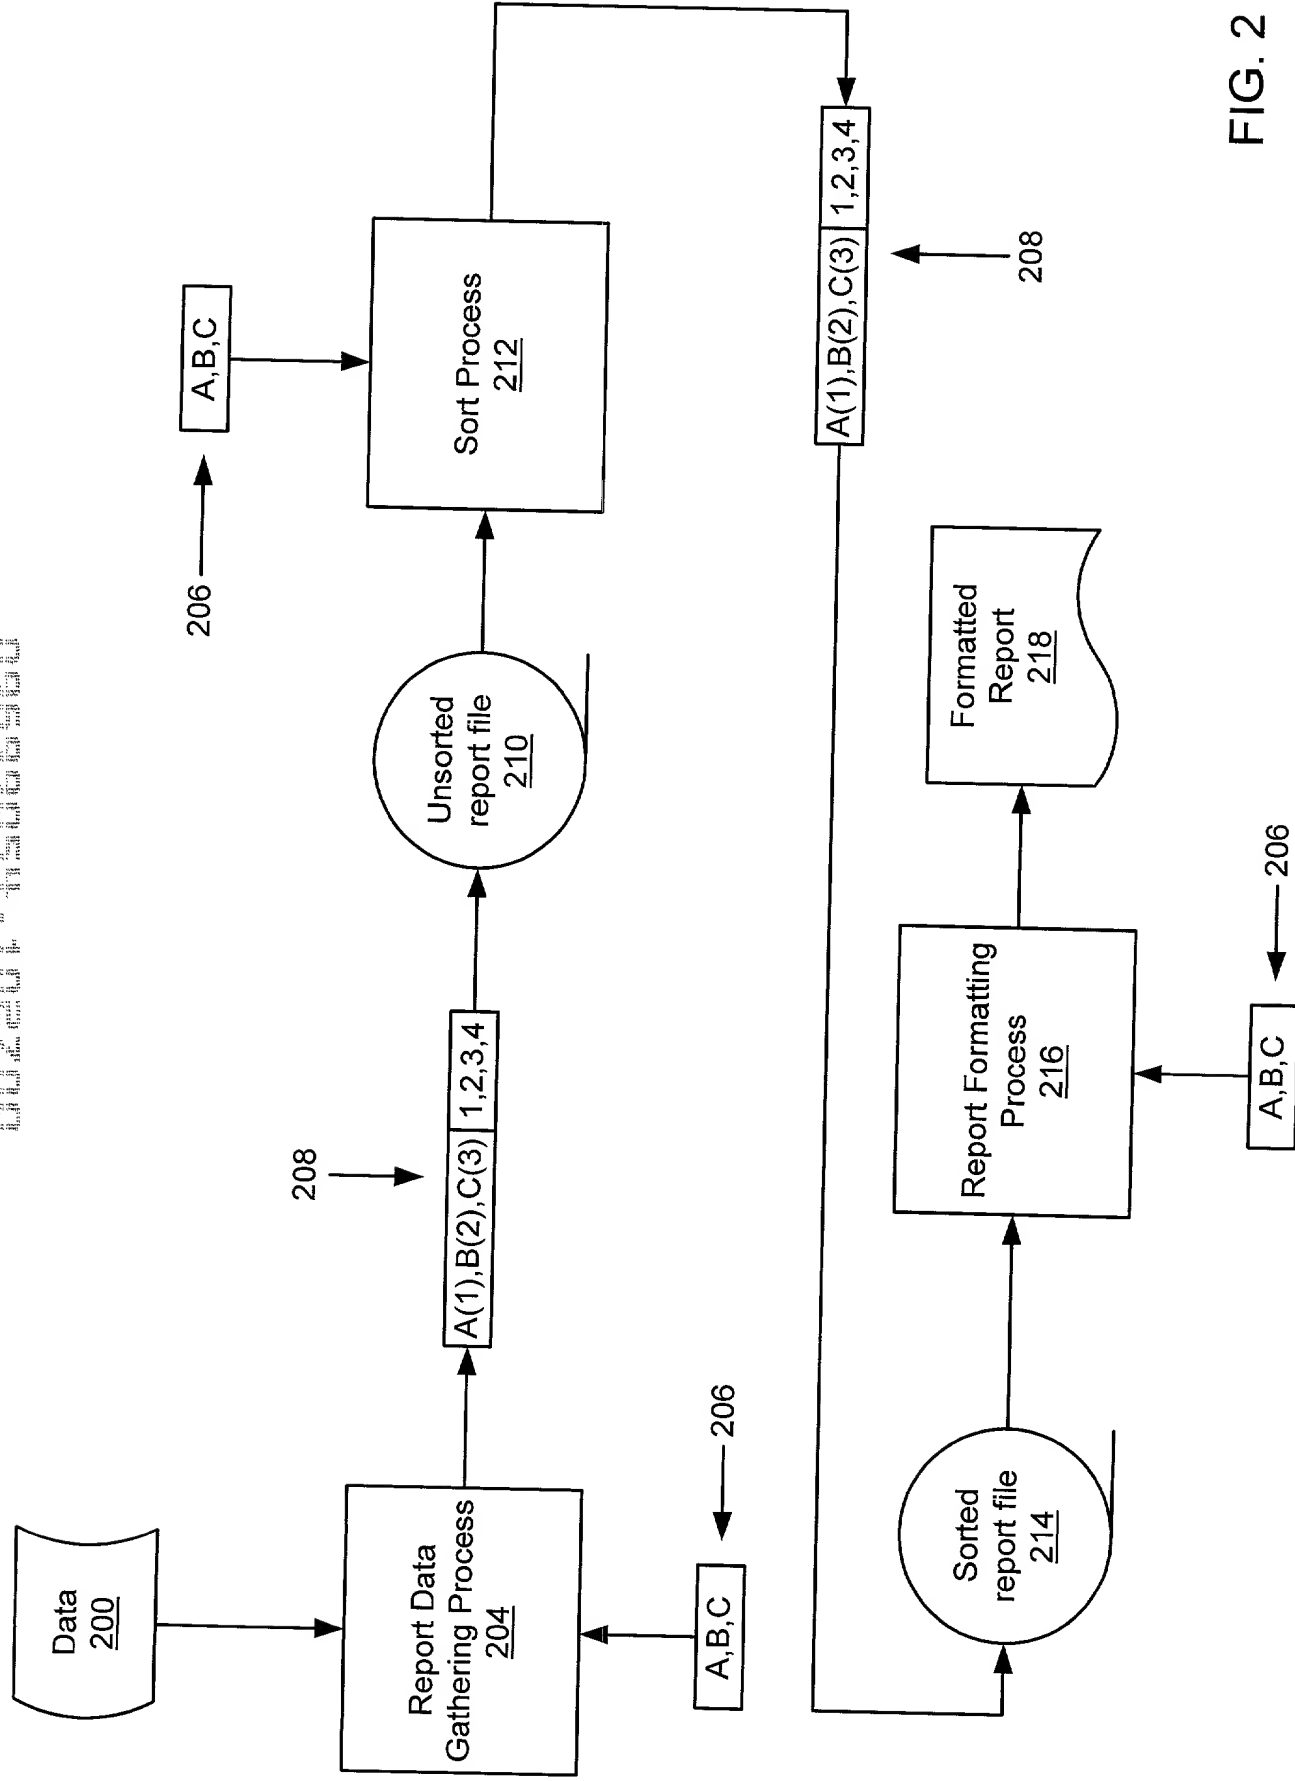 Data
200
Report Data
Gathering Process
204
A,B,C
206
A(1),B(2),C(3) 1,2,3,4
208
Unsorted
report file
210
206
A,B,C
Sort Process
212
A(1),B(2),C(3) 1,2,3,4
208
Sorted
report file
214
Report Formatting
Process
216
A,B,C
206
Formatted
Report
218
FIG. 2